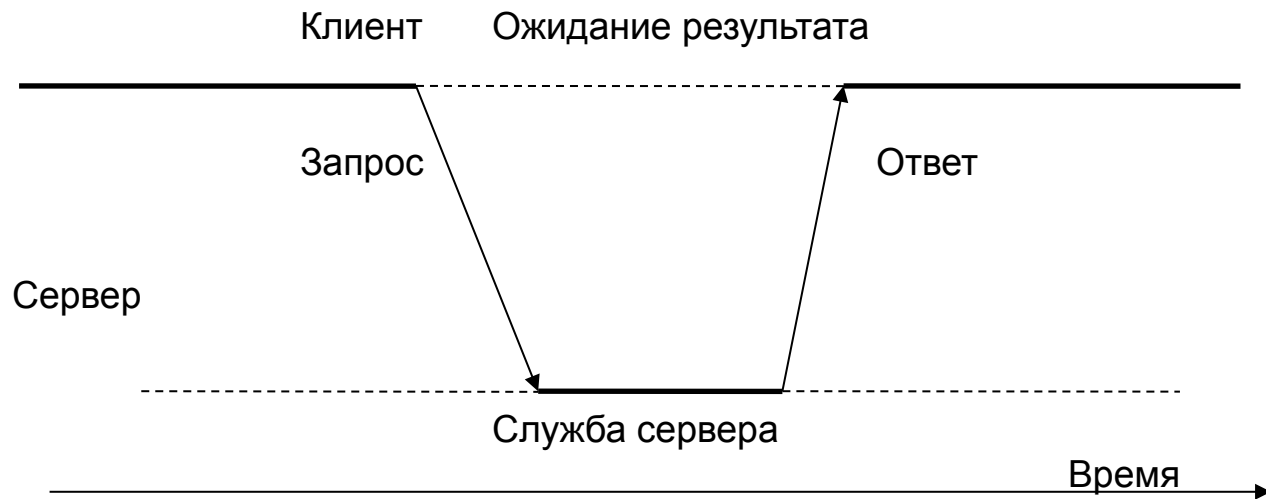 Клиент Ожидание результата
Запрос Ответ
Сервер
Служба сервера
Время